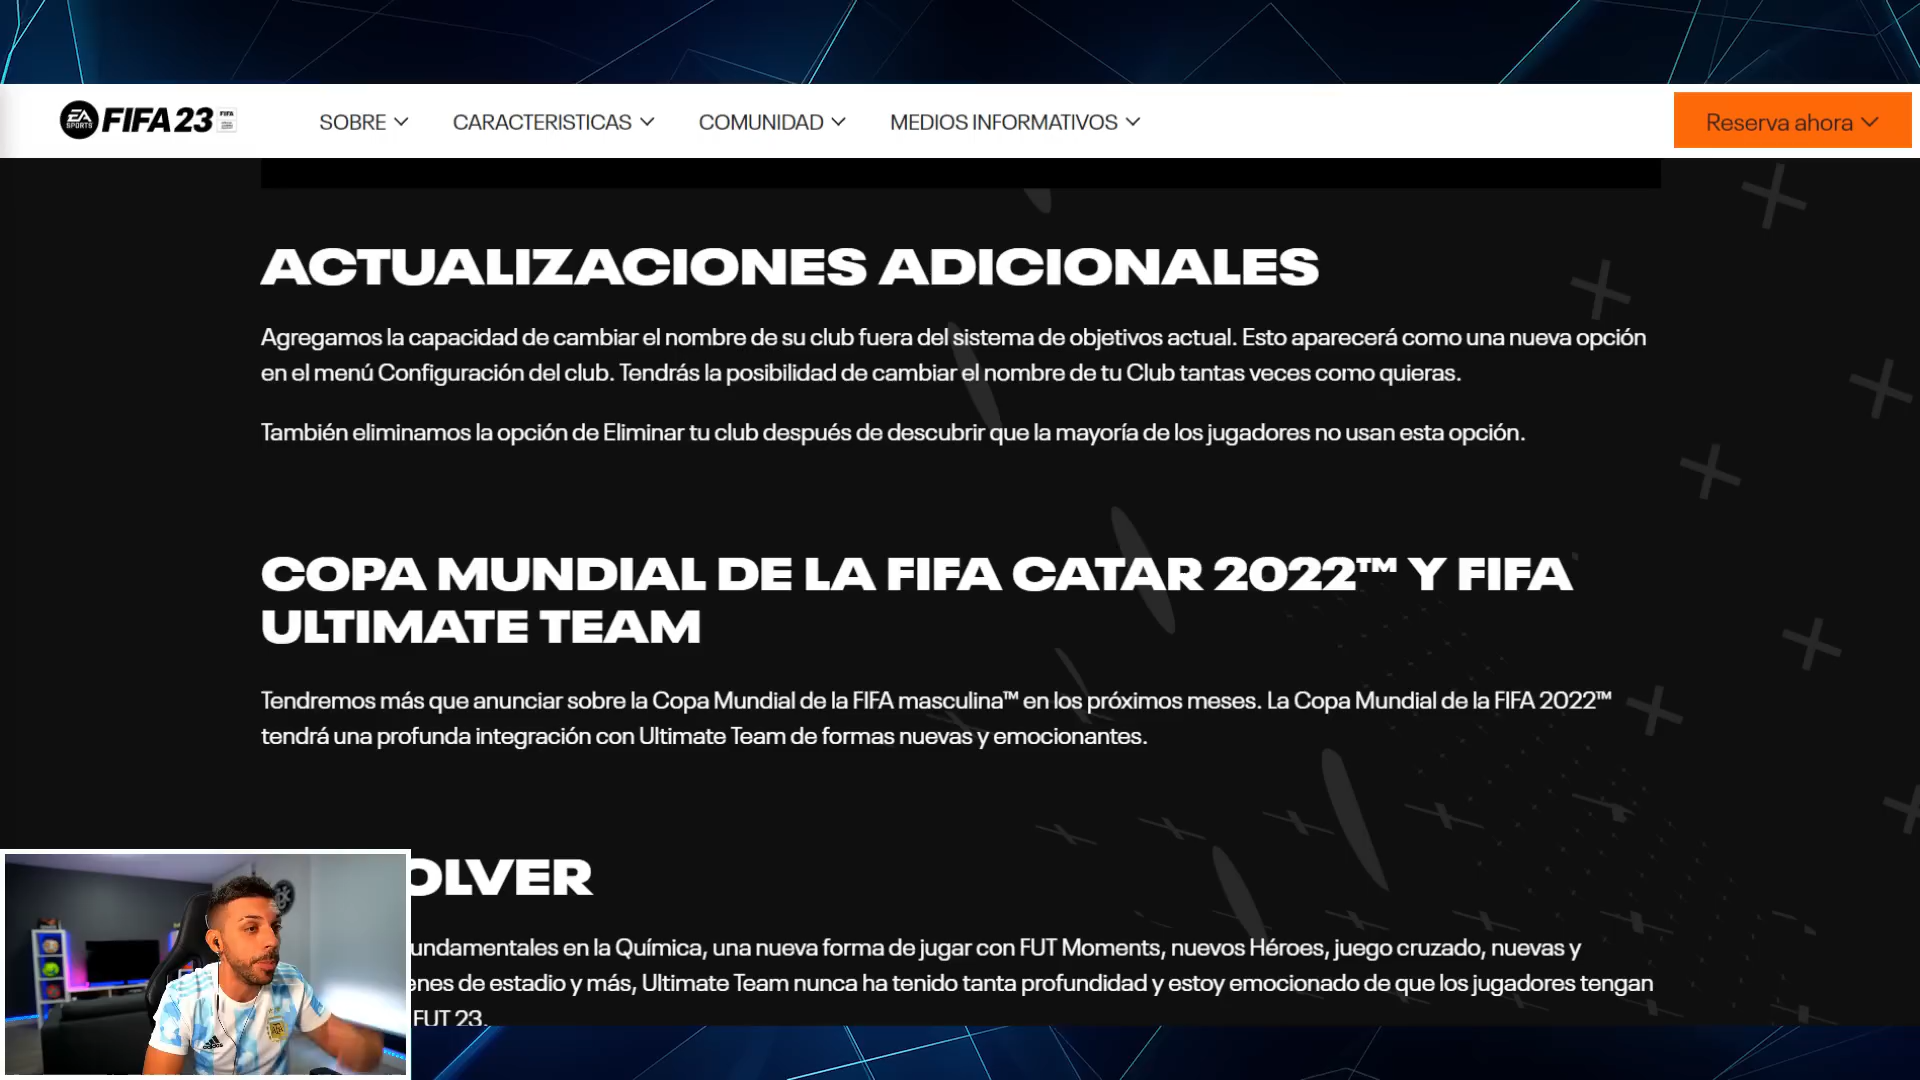 EA SPORTS FIFA 23 FIFA
SOBRE
CARACTERISTICAS
COMUNIDAD
MEDIOS INFORMATIVOS
Reserva ahora
ACTUALIZACIONES ADICIONALES
Agregamos la capacidad de cambiar el nombre de su club fuera del sistema de objetivos actual. Esto aparecerá como una nueva opción
en el menú Configuración del club. Tendrás la posibilidad de cambiar el nombre de tu Club tantas veces como quieras.
También eliminamos la opción de Eliminar tu club después de descubrir que la mayoría de los jugadores no usan esta opción.
COPA MUNDIAL DE LA FIFA CATAR 2022™ Y FIFA
ULTIMATE TEAM
Tendremos más que anunciar sobre la Copa Mundial de la FIFA masculina™ en los próximos meses. La Copa Mundial de la FIFA 2022™
tendrá una profunda integración con Ultimate Team de formas nuevas y emocionantes.
OLVER
undamentales en la Química, una nueva forma de jugar con FUT Moments, nuevos Héroes, juego cruzado, nuevas y
enes de estadio y más, Ultimate Team nunca ha tenido tanta profundidad y estoy emocionado de que los jugadores tengan
FUT 23.
adidas